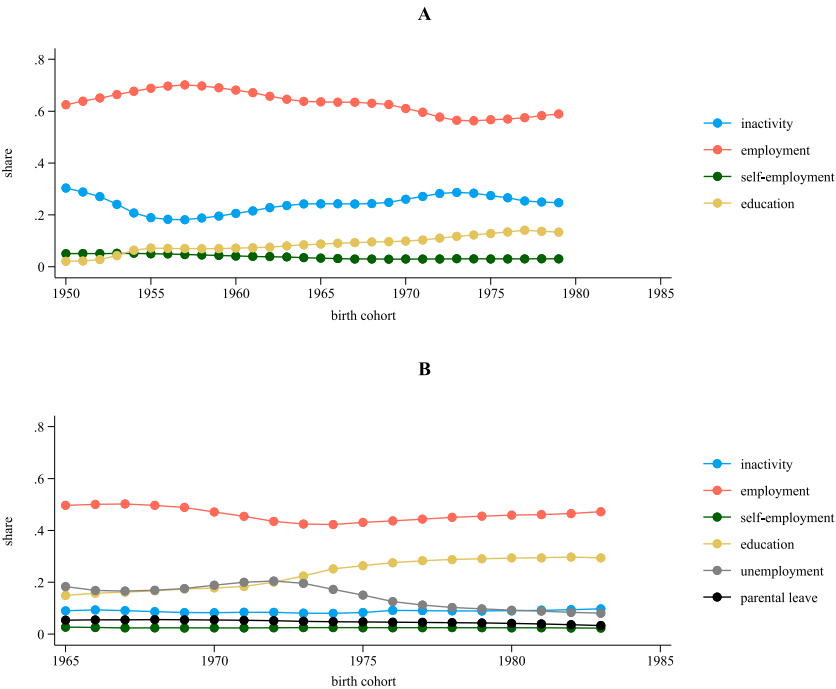 A
.8
.6
.4
.2
0
share
1950
1955
1960
1965
1970
1975
1980
1985
birth cohort
inactivity
employment
self-employment
education
B
.8
.6
.4
.2
0
share
1965
1970
1975
1980
1985
birth cohort
inactivity
employment
self-employment
education
unemployment
parental leave